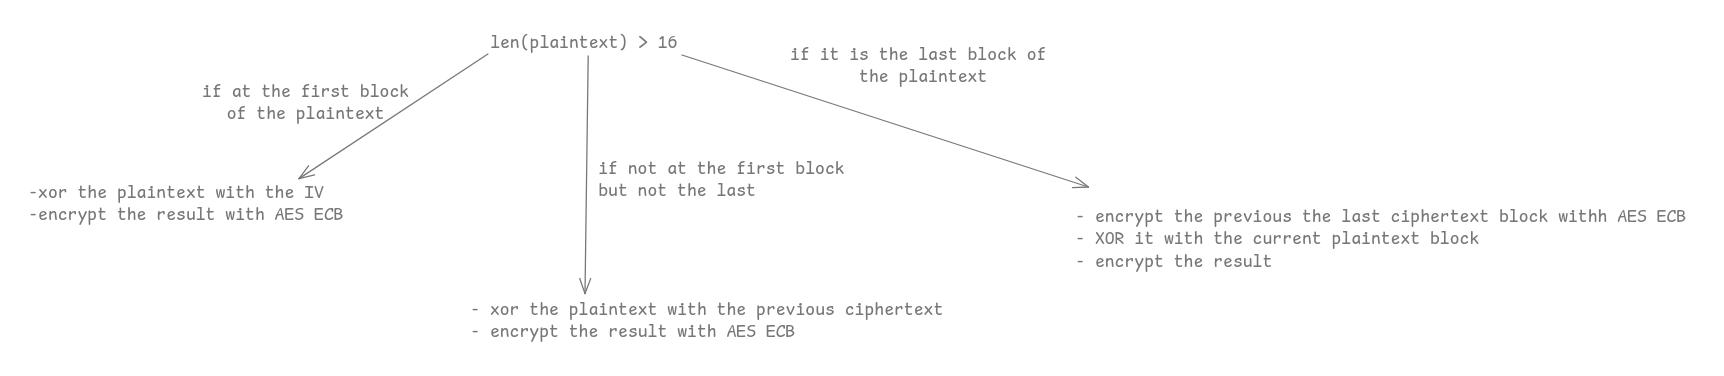 len(plaintext) > 16
if it is the last block of
the plaintext
if at the first block
of the plaintext
if not at the first block
but not the last
-xor the plaintext with the IV
-encrypt the result with AES ECB
- encrypt the previous the last ciphertext block withh AES ECB
- XOR it with the current plaintext block
- encrypt the result
- xor the plaintext with the previous ciphertext
- encrypt the result with AES ECB